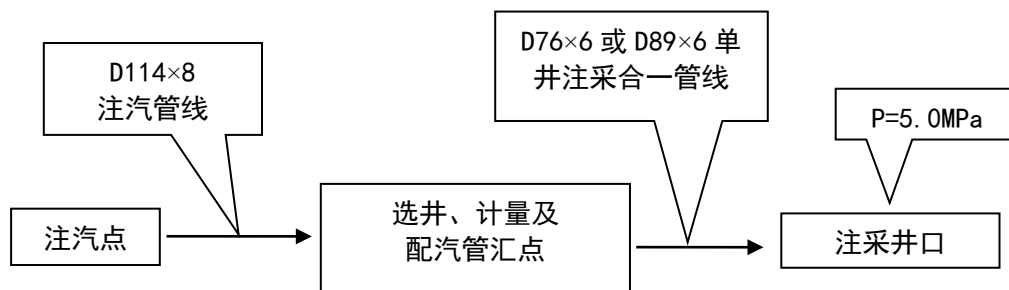 D114×8
注汽管线
D76×6 或 D89×6 单
井注采合一管线
P=5.0MPa
注汽点
选井、计量及
配汽管汇点
注采井口